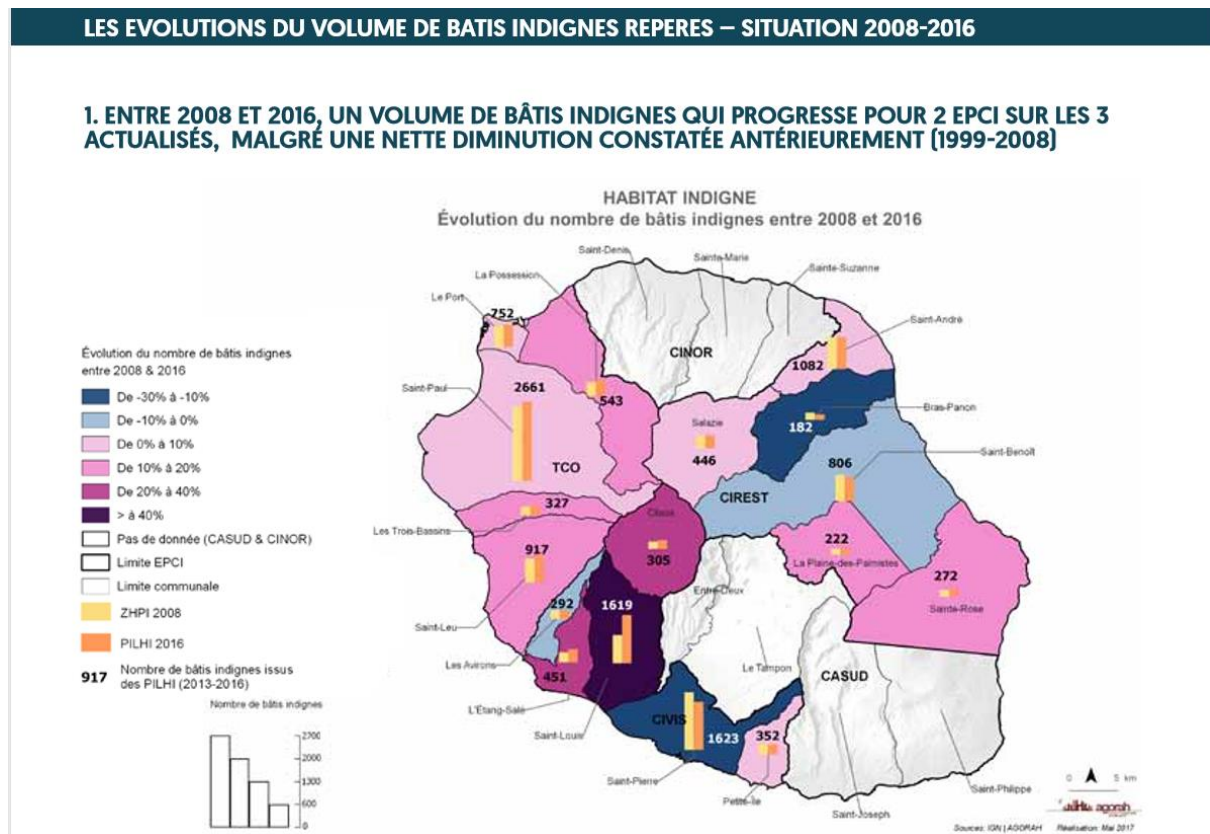 LES EVOLUTIONS DU VOLUME DE BATIS INDIGNES REPERES – SITUATION 2008-2016
1. ENTRE 2008 ET 2016, UN VOLUME DE BÂTIS INDIGNES QUI PROGRESSE POUR 2 EPCI SUR LES 3
ACTUALISÉS, MALGRÉ UNE NETTE DIMINUTION CONSTATÉE ANTÉRIEUREMENT (1999-2008)
HABITAT INDIGNE
Évolution du nombre de bâtis indignes entre 2008 et 2016
Saint-Denis
Sainte-Marie
Sainte-Suzanne
La Possession
Le Port
752
Saint-André
CINOR
1082
Saint-Paul
2661
543
Bras-Panon
182
Salazie
446
TCO
806
Saint-Benoît
CIREST
327
Les Trois-Bassins
Cilaos
305
917
222
La Plaine-des-Palmistes
272
Sainte-Rose
Entre-Deux
292
1619
Saint-Leu
Les Avirons
Le Tampon
CASUD
451
L'Étang-Salé
Saint-Louis
CIVIS
1623
352
Saint-Pierre
Petite-Île
Saint-Joseph
Saint-Philippe
Évolution du nombre de bâtis indignes
entre 2008 & 2016
De -30% à -10%
De -10% à 0%
De 0% à 10%
De 10% à 20%
De 20% à 40%
> à 40%
Pas de donnée (CASUD & CINOR)
Limite EPCI
Limite communale
ZHPI 2008
PILHI 2016
917 Nombre de bâtis indignes issus
des PILHI (2013-2016)
Nombre de bâtis indignes
2700
2000
1300
600
0
0 5 km
agorah
Sources: IGN | AGORAH Réalisation: Mai 2017